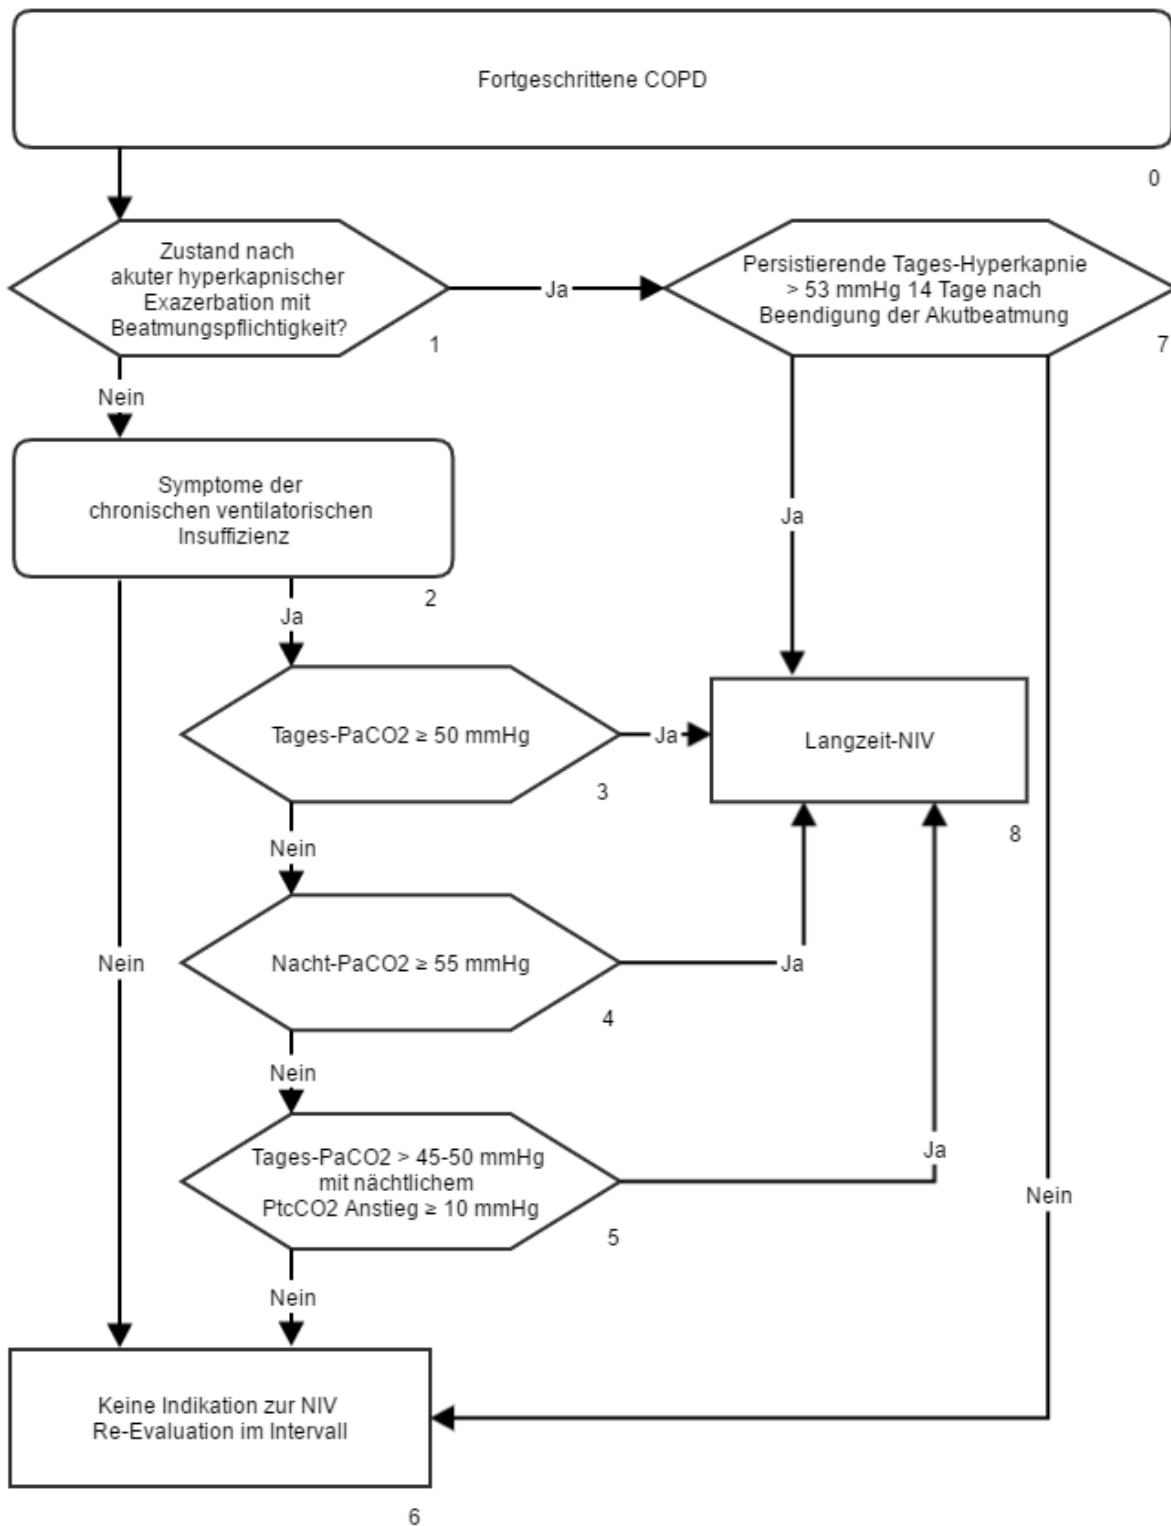 Fortgeschrittene COPD
0
Zustand nach
akuter hyperkapnischer
Exazerbation mit
Beatmungspflichtigkeit?
1
Ja
Persistierende Tages-Hyperkapnie
> 53 mmHg 14 Tage nach
Beendigung der Akutbeatmung
7
Nein
Symptome der
chronischen ventilatorischen
Insuffizienz
2
Ja
Ja
Tages-PaCO2 ≥ 50 mmHg
3
Ja
Langzeit-NIV
8
Nein
Nein
Nacht-PaCO2 ≥ 55 mmHg
4
Ja
Nein
Tages-PaCO2 > 45-50 mmHg
mit nächtlichem
PtcCO2 Anstieg ≥ 10 mmHg
5
Ja
Nein
Nein
Keine Indikation zur NIV
Re-Evaluation im Intervall
6